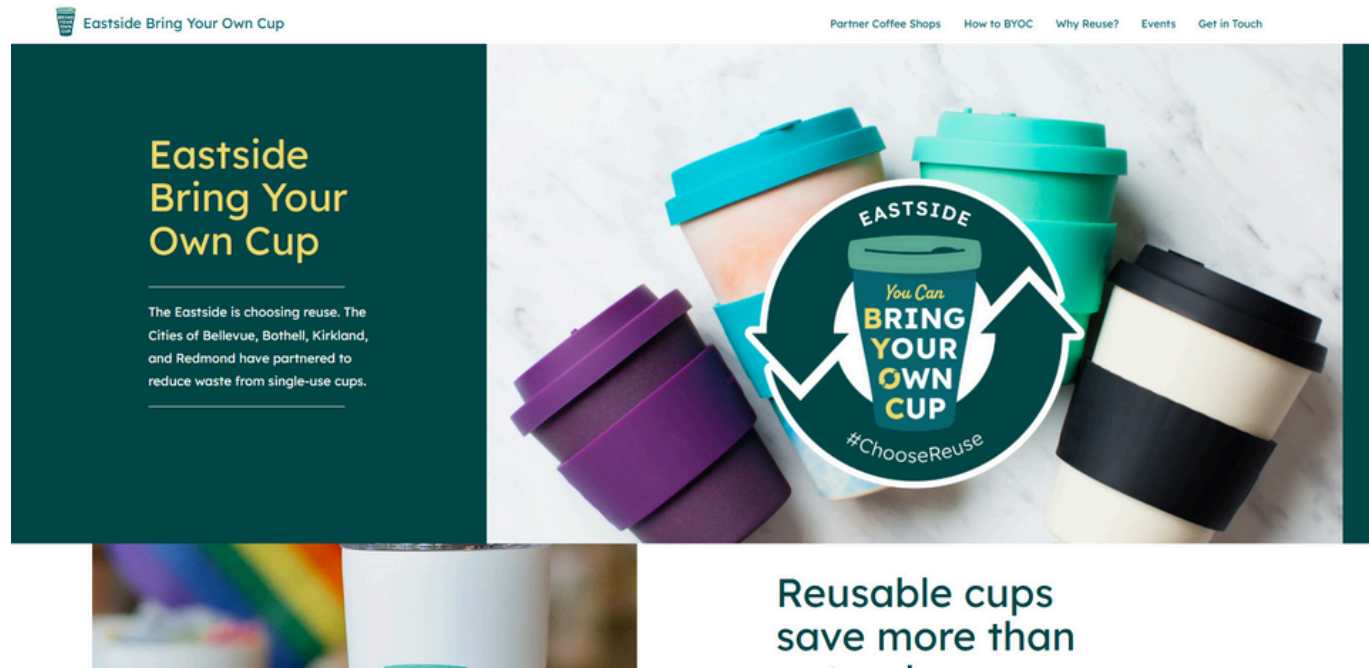 Eastside Bring Your Own Cup
Partner Coffee Shops How to BYOC Why Reuse? Events Get in Touch
Eastside
Bring Your
Own Cup
The Eastside is choosing reuse. The
Cities of Bellevue, Bothell, Kirkland,
and Redmond have partnered to
reduce waste from single-use cups.
EASTSIDE
You Can
BRING
YOUR
OWN
CUP
#ChooseReuse
Reusable cups
save more than